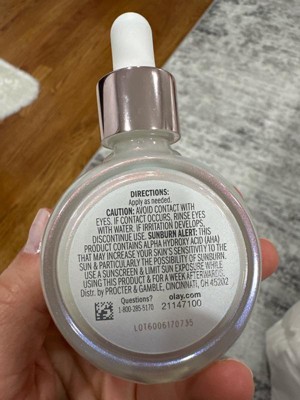 DIRECTIONS:
Apply as needed.
CAUTION: AVOID CONTACT WITH
EYES. IF CONTACT OCCURS, RINSE EYES
WITH WATER. IF IRRITATION DEVELOPS,
DISCONTINUE USE. SUNBURN ALERT: THIS
PRODUCT CONTAINS ALPHA HYDROXY ACID (AHA)
THAT MAY INCREASE YOUR SKIN'S SENSITIVITY TO THE
SUN & PARTICULARLY THE POSSIBILITY OF SUNBURN.
USE A SUNSCREEN & LIMIT SUN EXPOSURE WHILE
USING THIS PRODUCT & FOR A WEEK AFTERWARDS.
Distr. by PROCTER & GAMBLE, CINCINNATI, OH 45202
Questions? olay.com
1-800-285-5170 21147100
LOT6006170735